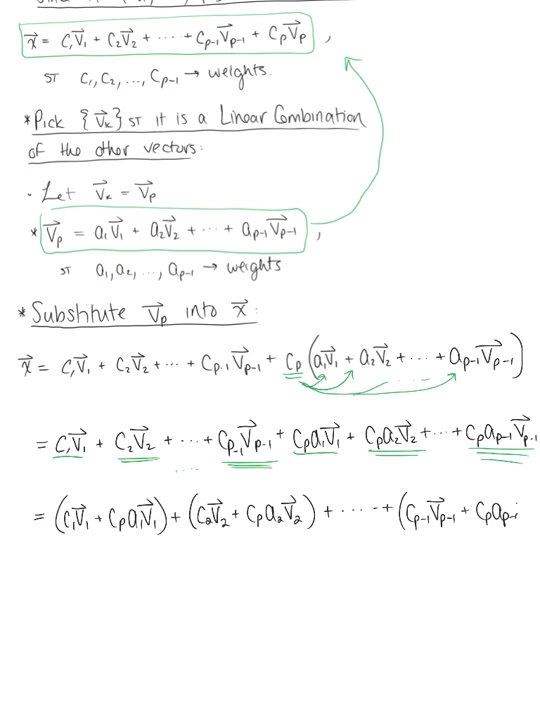 x⃗ = C₁V⃗₁ + C₂V⃗₂ + ··· + Cₚ₋₁V⃗ₚ₋₁ + CₚV⃗ₚ ,
ST C₁, C₂, ..., Cₚ₋₁ → weights.
*Pick {V⃗ₖ} ST it is a Linear Combination
of the other vectors:
· Let V⃗ₖ = V⃗ₚ
* V⃗ₚ = a₁V⃗₁ + a₂V⃗₂ + ··· + aₚ₋₁V⃗ₚ₋₁ ,
ST a₁, a₂, ..., aₚ₋₁ → weights
* Substitute V⃗ₚ into x⃗ :
x⃗ = C₁V⃗₁ + C₂V⃗₂ + ··· + Cₚ₋₁V⃗ₚ₋₁ + Cₚ(a₁V⃗₁ + a₂V⃗₂ + ··· + aₚ₋₁V⃗ₚ₋₁)
= C₁V⃗₁ + C₂V⃗₂ + ··· + Cₚ₋₁V⃗ₚ₋₁ + Cₚa₁V⃗₁ + Cₚa₂V⃗₂ + ··· + Cₚaₚ₋₁V⃗ₚ₋₁
= (C₁V⃗₁ + Cₚa₁V⃗₁) + (C₂V⃗₂ + Cₚa₂V⃗₂) + ····· + (Cₚ₋₁V⃗ₚ₋₁ + Cₚaₚ₋